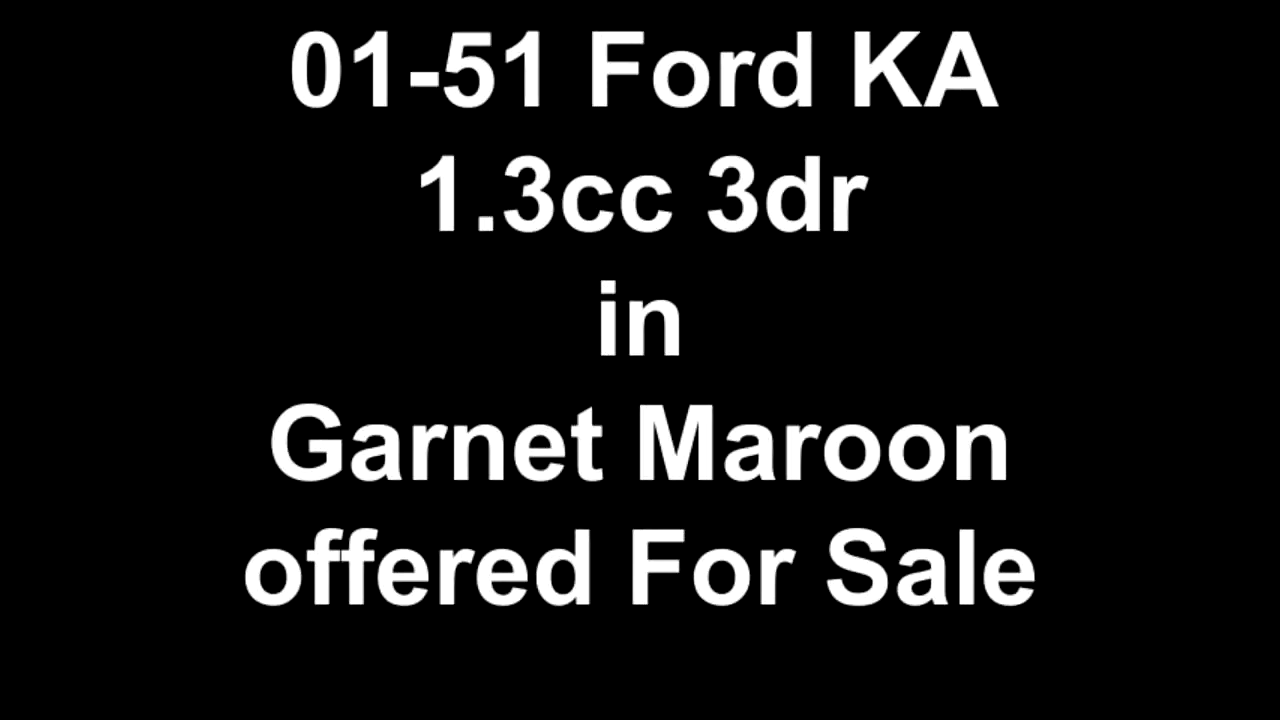 01-51 Ford KA
1.3cc 3dr
in
Garnet Maroon
offered For Sale